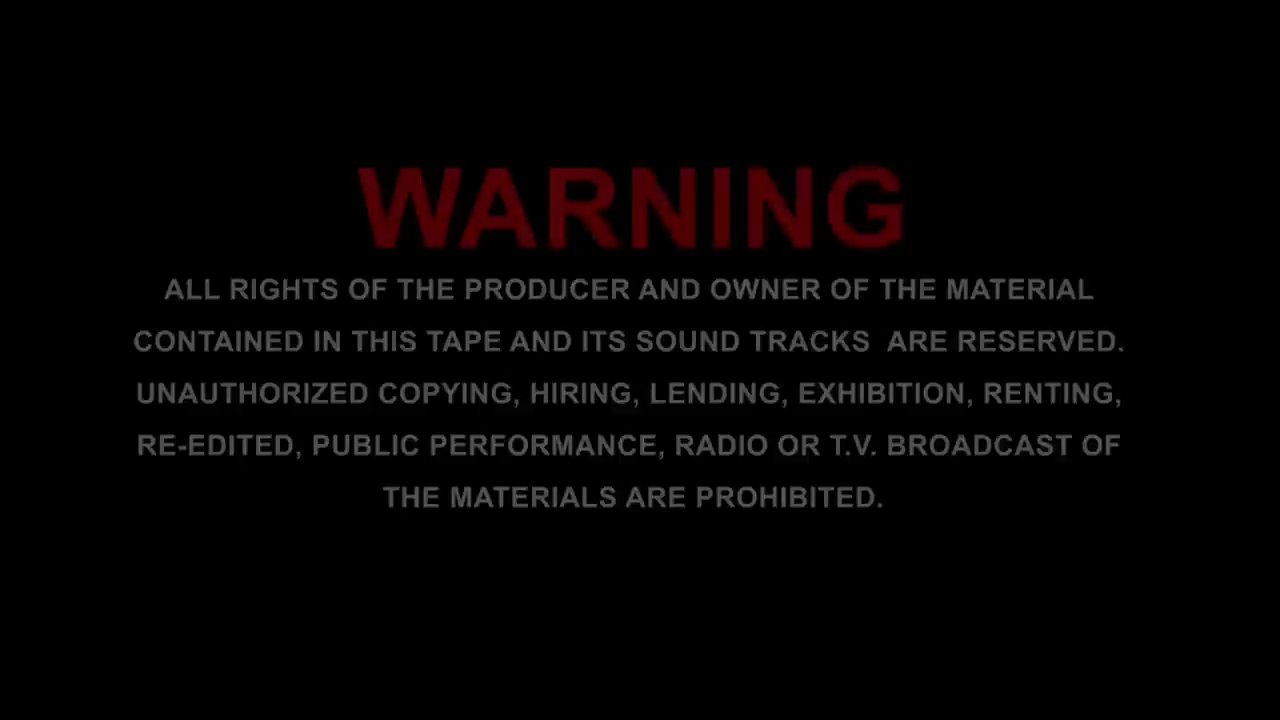 WARNING
ALL RIGHTS OF THE PRODUCER AND OWNER OF THE MATERIAL
CONTAINED IN THIS TAPE AND ITS SOUND TRACKS  ARE RESERVED.
UNAUTHORIZED COPYING, HIRING, LENDING, EXHIBITION, RENTING,
RE-EDITED, PUBLIC PERFORMANCE, RADIO OR T.V. BROADCAST OF
THE MATERIALS ARE PROHIBITED.